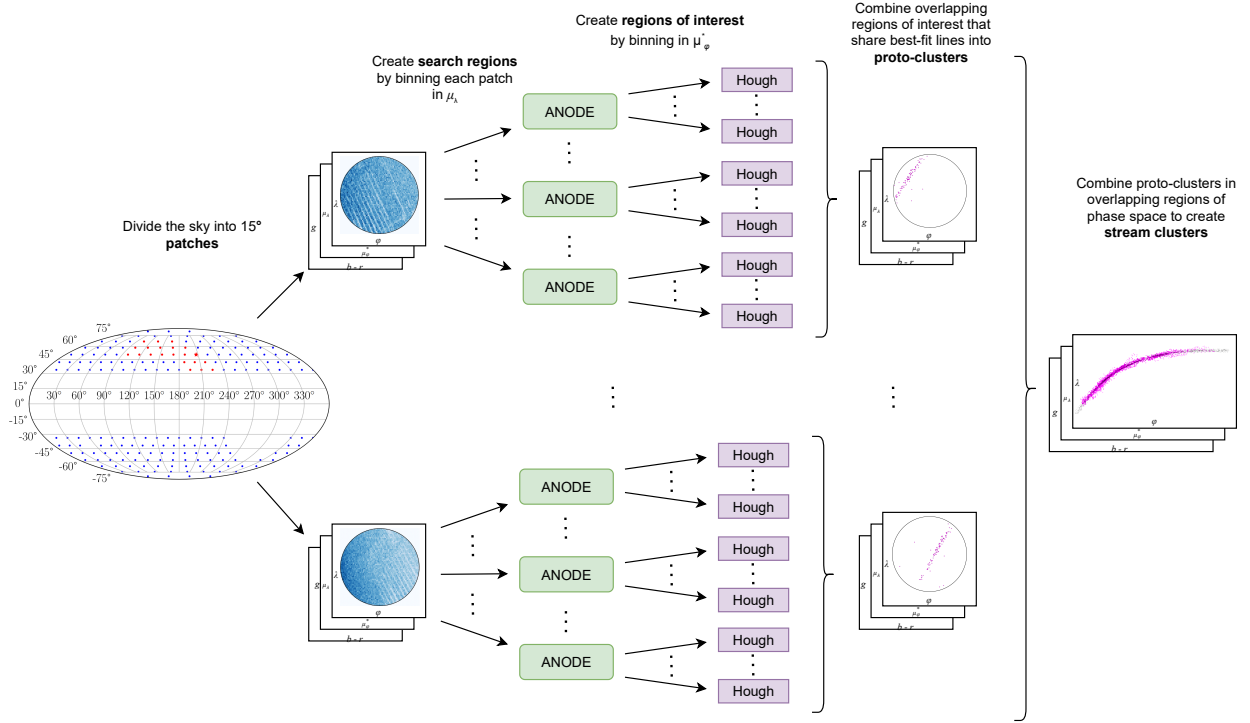 Divide the sky into 15°
patches
75°
60°
45°
30°
15°
0°
-15°
-30°
-45°
-60°
-75°
30° 60° 90° 120° 150° 180° 210° 240° 270° 300° 330°
Create search regions
by binning each patch
in μλ
g
μλ
λ
φ
μ*φ
b - r
g
μλ
λ
φ
μ*φ
b - r
Create regions of interest
by binning in μ*φ
ANODE
ANODE
ANODE
ANODE
ANODE
ANODE
Hough
Hough
Hough
Hough
Hough
Hough
Hough
Hough
Hough
Hough
Hough
Hough
Combine overlapping
regions of interest that
share best-fit lines into
proto-clusters
g
μλ
λ
φ
μ*φ
b - r
g
μλ
λ
φ
μ*φ
b - r
Combine proto-clusters in
overlapping regions of
phase space to create
stream clusters
g
μλ
λ
φ
μ*φ
b - r